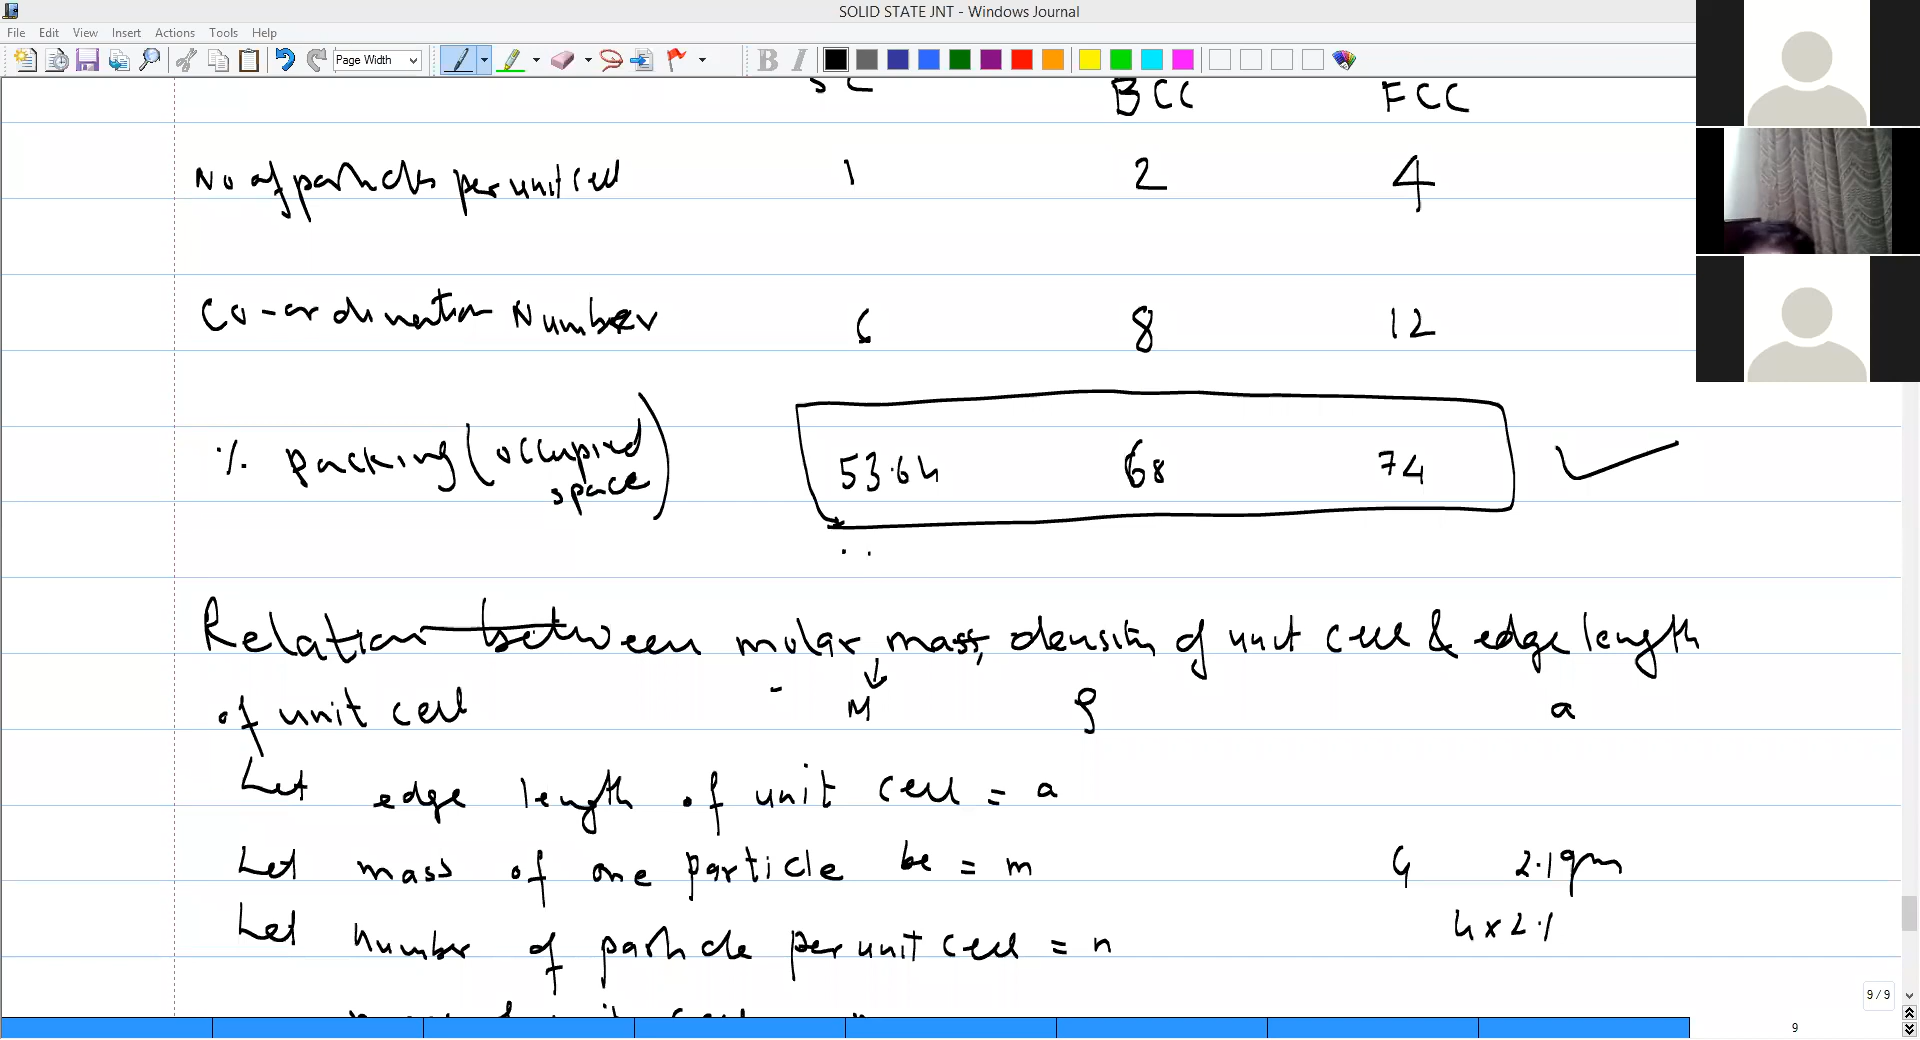 SOLID STATE JNT - Windows Journal
File Edit View Insert Actions Tools Help
Page Width B I
SC BCC FCC
No of particles per unit cell 1 2 4
Co-ordination Number 6 8 12
% packing (occupied space) 53.64 68 74
Relation between molar mass, density of unit cell & edge length
of unit cell M ρ a
Let edge length of unit cell = a
Let mass of one particle be = m
4 2.1 gm
Let number of particle per unit cell = n
4 x 2.1
9 / 9
9